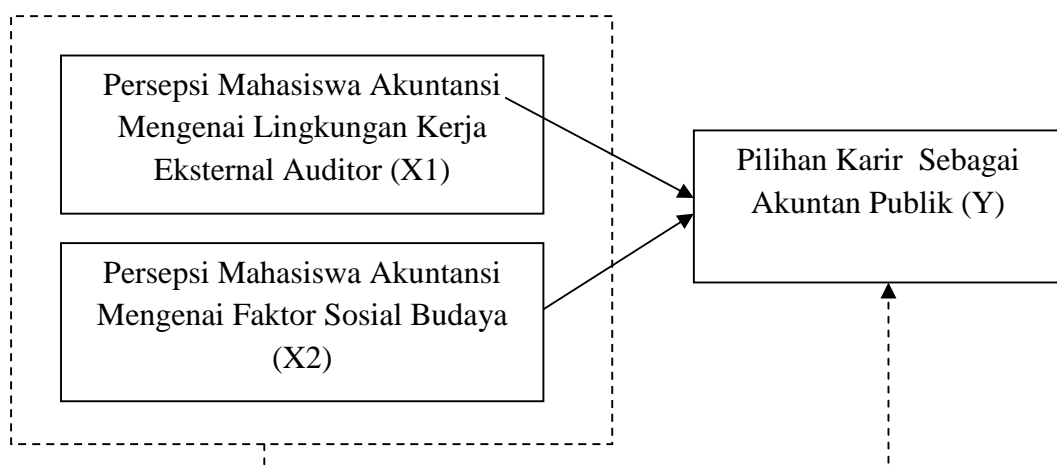 Persepsi Mahasiswa Akuntansi
Mengenai Lingkungan Kerja
Eksternal Auditor (X1)
Pilihan Karir Sebagai
Akuntan Publik (Y)
Persepsi Mahasiswa Akuntansi
Mengenai Faktor Sosial Budaya
(X2)